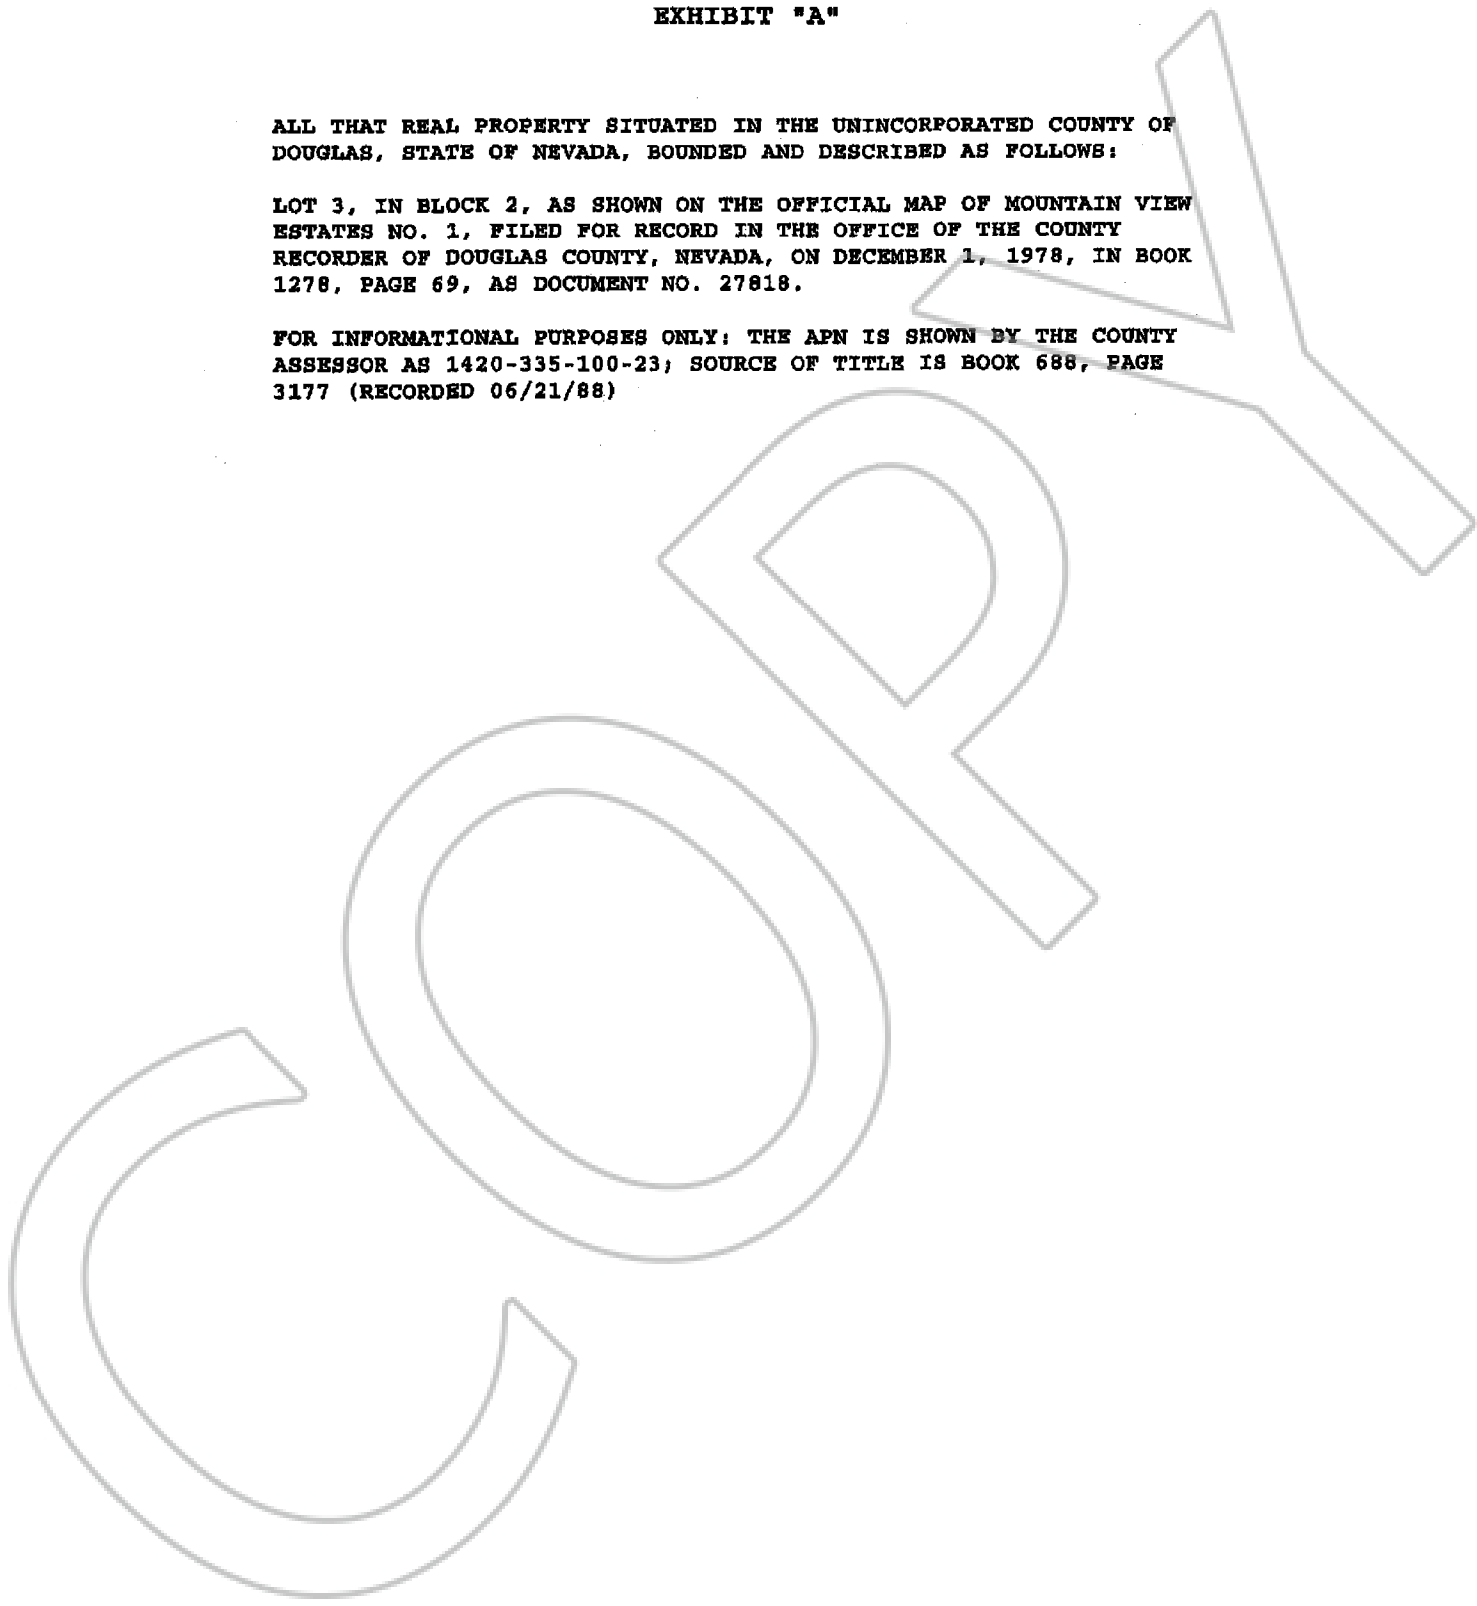 EXHIBIT "A"
ALL THAT REAL PROPERTY SITUATED IN THE UNINCORPORATED COUNTY OF
DOUGLAS, STATE OF NEVADA, BOUNDED AND DESCRIBED AS FOLLOWS:
LOT 3, IN BLOCK 2, AS SHOWN ON THE OFFICIAL MAP OF MOUNTAIN VIEW
ESTATES NO. 1, FILED FOR RECORD IN THE OFFICE OF THE COUNTY
RECORDER OF DOUGLAS COUNTY, NEVADA, ON DECEMBER 1, 1978, IN BOOK
1278, PAGE 69, AS DOCUMENT NO. 27818.
FOR INFORMATIONAL PURPOSES ONLY: THE APN IS SHOWN BY THE COUNTY
ASSESSOR AS 1420-335-100-23; SOURCE OF TITLE IS BOOK 688, PAGE
3177 (RECORDED 06/21/88)
COPY